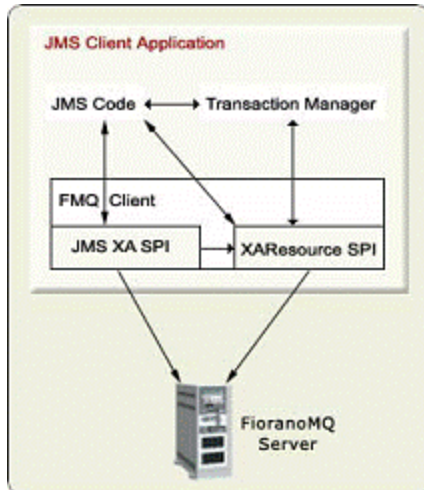 JMS Client Application
JMS Code
Transaction Manager
FMQ Client
JMS XA SPI
XAResource SPI
FioranoMQ
Server